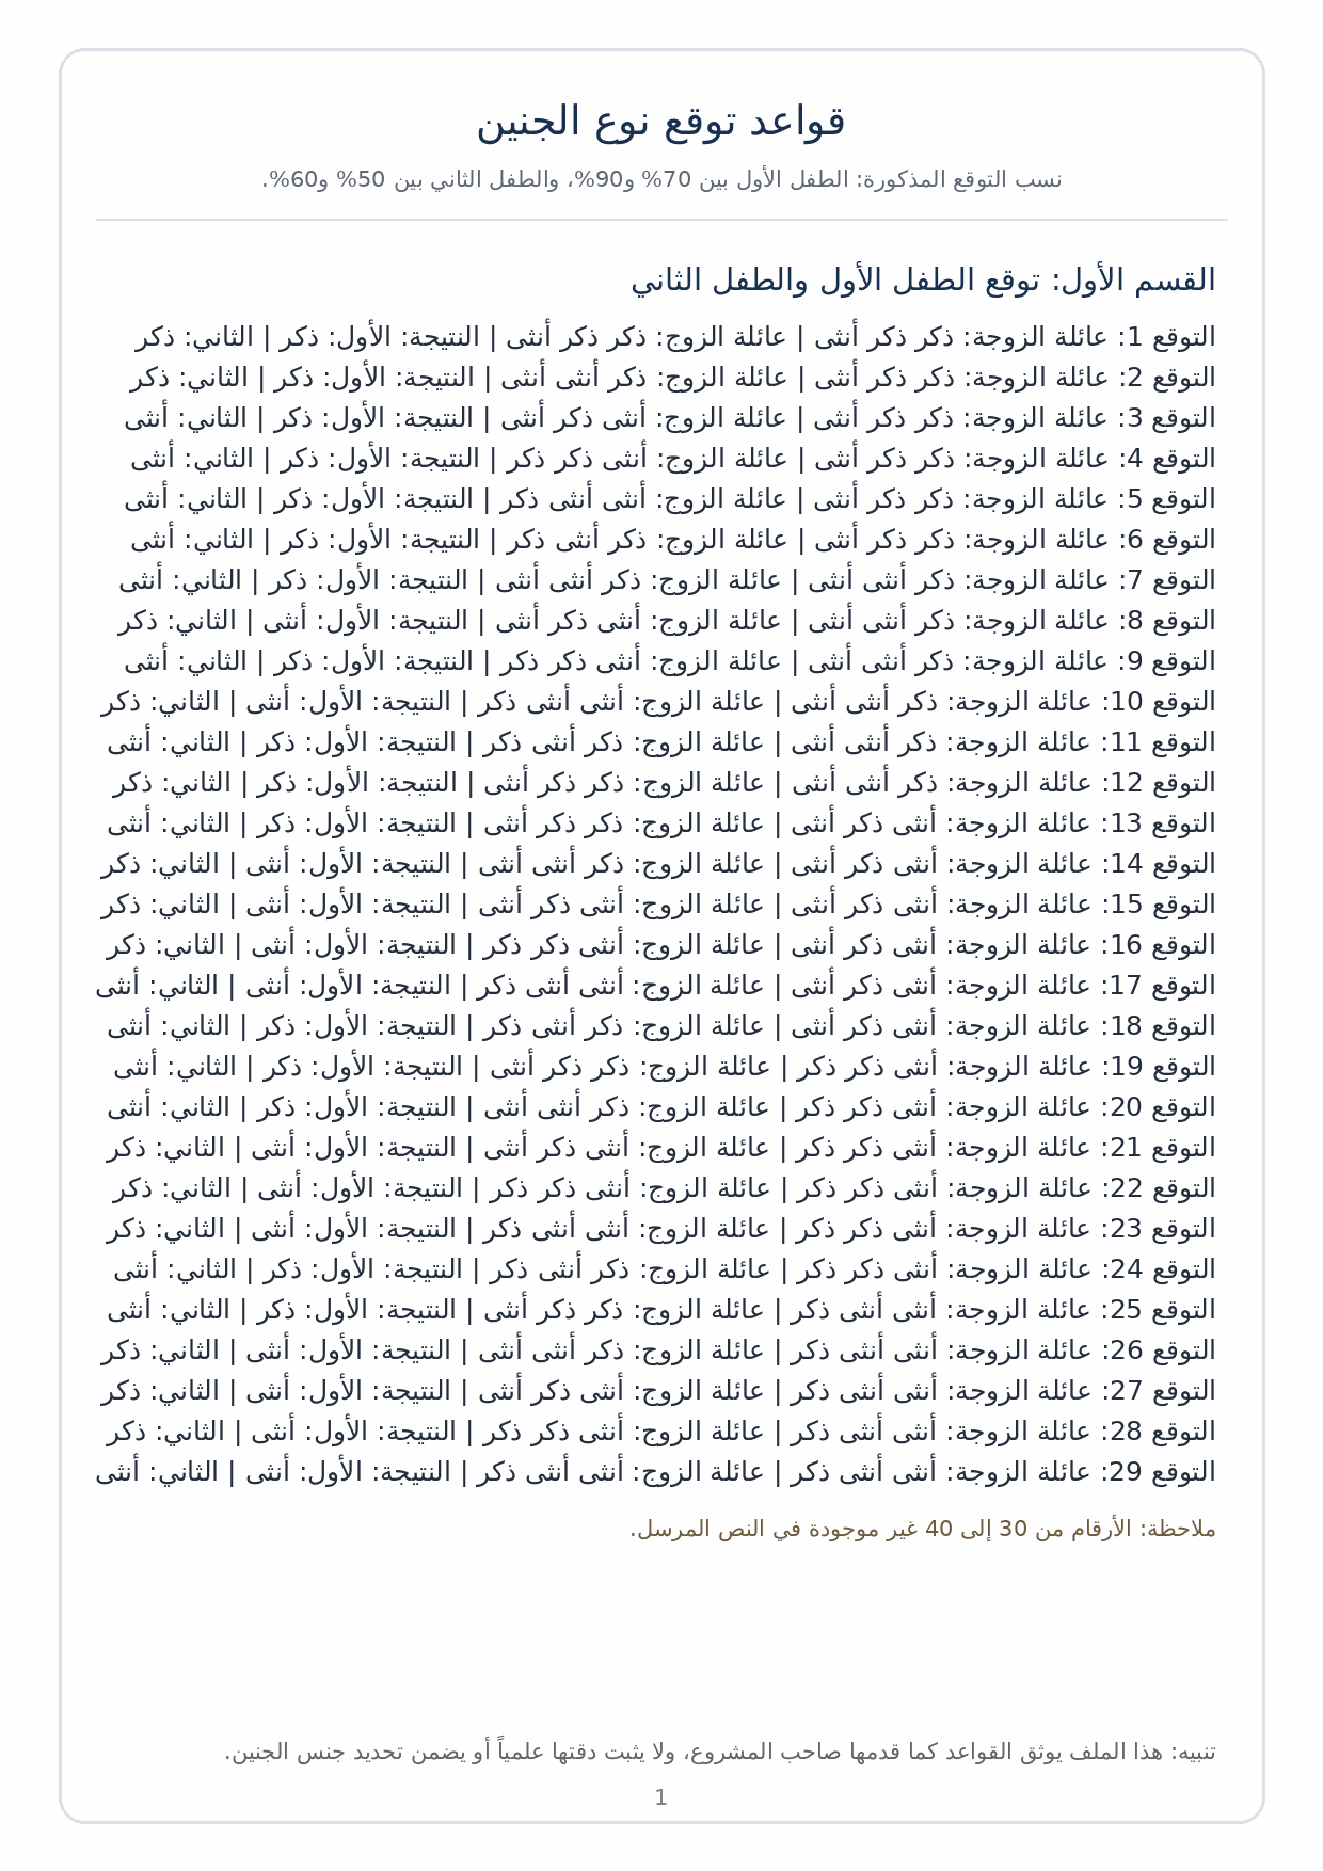 قواعد توقع نوع الجنين
نسب التوقع المذكورة: الطفل الأول بين 70% و90%، والطفل الثاني بين 50% و60%.
القسم الأول: توقع الطفل الأول والطفل الثاني
التوقع 1: عائلة الزوجة: ذكر ذكر أنثى | عائلة الزوج: ذكر ذكر أنثى | النتيجة: الأول: ذكر | الثاني: ذكر
التوقع 2: عائلة الزوجة: ذكر ذكر أنثى | عائلة الزوج: ذكر أنثى أنثى | النتيجة: الأول: ذكر | الثاني: ذكر
التوقع 3: عائلة الزوجة: ذكر ذكر أنثى | عائلة الزوج: أنثى ذكر أنثى | النتيجة: الأول: ذكر | الثاني: أنثى
التوقع 4: عائلة الزوجة: ذكر ذكر أنثى | عائلة الزوج: أنثى ذكر ذكر | النتيجة: الأول: ذكر | الثاني: أنثى
التوقع 5: عائلة الزوجة: ذكر ذكر أنثى | عائلة الزوج: أنثى أنثى ذكر | النتيجة: الأول: ذكر | الثاني: أنثى
التوقع 6: عائلة الزوجة: ذكر ذكر أنثى | عائلة الزوج: ذكر أنثى ذكر | النتيجة: الأول: ذكر | الثاني: أنثى
التوقع 7: عائلة الزوجة: ذكر أنثى أنثى | عائلة الزوج: ذكر أنثى أنثى | النتيجة: الأول: ذكر | الثاني: أنثى
التوقع 8: عائلة الزوجة: ذكر أنثى أنثى | عائلة الزوج: أنثى ذكر أنثى | النتيجة: الأول: أنثى | الثاني: ذكر
التوقع 9: عائلة الزوجة: ذكر أنثى أنثى | عائلة الزوج: أنثى ذكر ذكر | النتيجة: الأول: ذكر | الثاني: أنثى
التوقع 10: عائلة الزوجة: ذكر أنثى أنثى | عائلة الزوج: أنثى أنثى ذكر | النتيجة: الأول: أنثى | الثاني: ذكر
التوقع 11: عائلة الزوجة: ذكر أنثى أنثى | عائلة الزوج: ذكر أنثى ذكر | النتيجة: الأول: ذكر | الثاني: أنثى
التوقع 12: عائلة الزوجة: ذكر أنثى أنثى | عائلة الزوج: ذكر ذكر أنثى | النتيجة: الأول: ذكر | الثاني: ذكر
التوقع 13: عائلة الزوجة: أنثى ذكر أنثى | عائلة الزوج: ذكر ذكر أنثى | النتيجة: الأول: ذكر | الثاني: أنثى
التوقع 14: عائلة الزوجة: أنثى ذكر أنثى | عائلة الزوج: ذكر أنثى أنثى | النتيجة: الأول: أنثى | الثاني: ذكر
التوقع 15: عائلة الزوجة: أنثى ذكر أنثى | عائلة الزوج: أنثى ذكر أنثى | النتيجة: الأول: أنثى | الثاني: ذكر
التوقع 16: عائلة الزوجة: أنثى ذكر أنثى | عائلة الزوج: أنثى ذكر ذكر | النتيجة: الأول: أنثى | الثاني: ذكر
التوقع 17: عائلة الزوجة: أنثى ذكر أنثى | عائلة الزوج: أنثى أنثى ذكر | النتيجة: الأول: أنثى | الثاني: أنثى
التوقع 18: عائلة الزوجة: أنثى ذكر أنثى | عائلة الزوج: ذكر أنثى ذكر | النتيجة: الأول: ذكر | الثاني: أنثى
التوقع 19: عائلة الزوجة: أنثى ذكر ذكر | عائلة الزوج: ذكر ذكر أنثى | النتيجة: الأول: ذكر | الثاني: أنثى
التوقع 20: عائلة الزوجة: أنثى ذكر ذكر | عائلة الزوج: ذكر أنثى أنثى | النتيجة: الأول: ذكر | الثاني: أنثى
التوقع 21: عائلة الزوجة: أنثى ذكر ذكر | عائلة الزوج: أنثى ذكر أنثى | النتيجة: الأول: أنثى | الثاني: ذكر
التوقع 22: عائلة الزوجة: أنثى ذكر ذكر | عائلة الزوج: أنثى ذكر ذكر | النتيجة: الأول: أنثى | الثاني: ذكر
التوقع 23: عائلة الزوجة: أنثى ذكر ذكر | عائلة الزوج: أنثى أنثى ذكر | النتيجة: الأول: أنثى | الثاني: ذكر
التوقع 24: عائلة الزوجة: أنثى ذكر ذكر | عائلة الزوج: ذكر أنثى ذكر | النتيجة: الأول: ذكر | الثاني: أنثى
التوقع 25: عائلة الزوجة: أنثى أنثى ذكر | عائلة الزوج: ذكر ذكر أنثى | النتيجة: الأول: ذكر | الثاني: أنثى
التوقع 26: عائلة الزوجة: أنثى أنثى ذكر | عائلة الزوج: ذكر أنثى أنثى | النتيجة: الأول: أنثى | الثاني: ذكر
التوقع 27: عائلة الزوجة: أنثى أنثى ذكر | عائلة الزوج: أنثى ذكر أنثى | النتيجة: الأول: أنثى | الثاني: ذكر
التوقع 28: عائلة الزوجة: أنثى أنثى ذكر | عائلة الزوج: أنثى ذكر ذكر | النتيجة: الأول: أنثى | الثاني: ذكر
التوقع 29: عائلة الزوجة: أنثى أنثى ذكر | عائلة الزوج: أنثى أنثى ذكر | النتيجة: الأول: أنثى | الثاني: أنثى
ملاحظة: الأرقام من 30 إلى 40 غير موجودة في النص المرسل.
تنبيه: هذا الملف يوثق القواعد كما قدمها صاحب المشروع، ولا يثبت دقتها علمياً أو يضمن تحديد جنس الجنين.
1